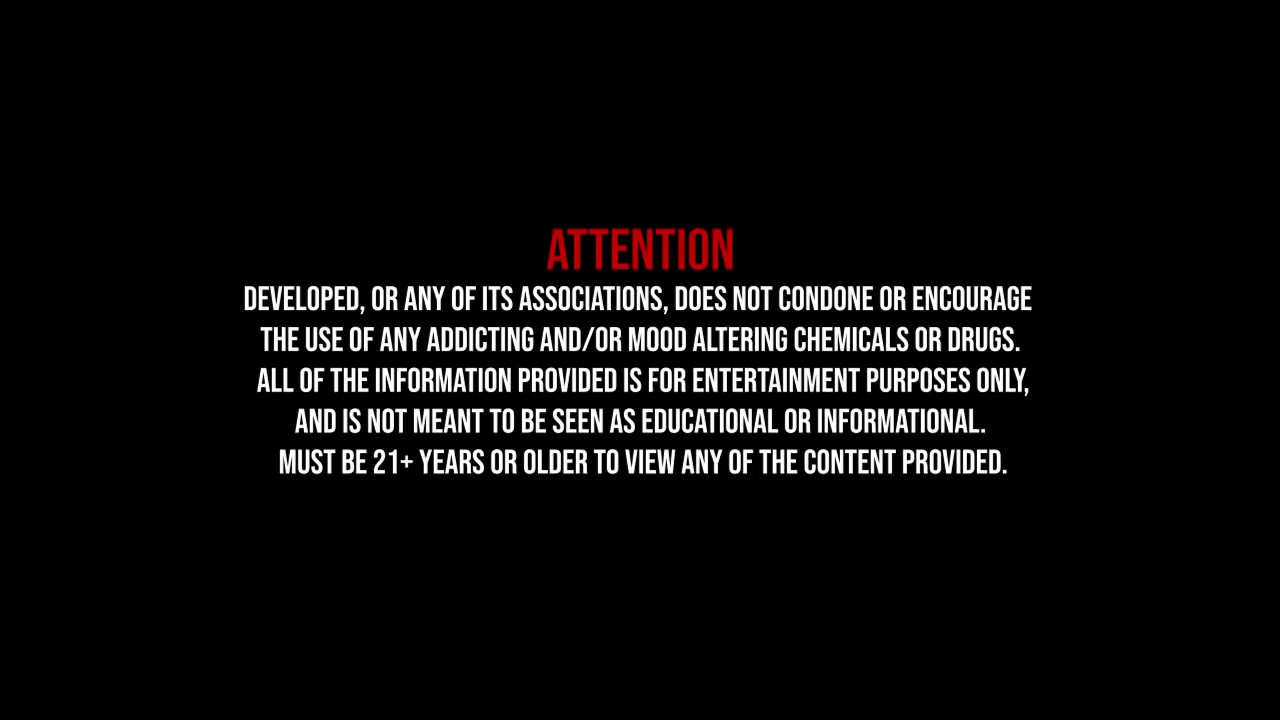 ATTENTION
DEVELOPED, OR ANY OF ITS ASSOCIATIONS, DOES NOT CONDONE OR ENCOURAGE
THE USE OF ANY ADDICTING AND/OR MOOD ALTERING CHEMICALS OR DRUGS.
ALL OF THE INFORMATION PROVIDED IS FOR ENTERTAINMENT PURPOSES ONLY,
AND IS NOT MEANT TO BE SEEN AS EDUCATIONAL OR INFORMATIONAL.
MUST BE 21+ YEARS OR OLDER TO VIEW ANY OF THE CONTENT PROVIDED.